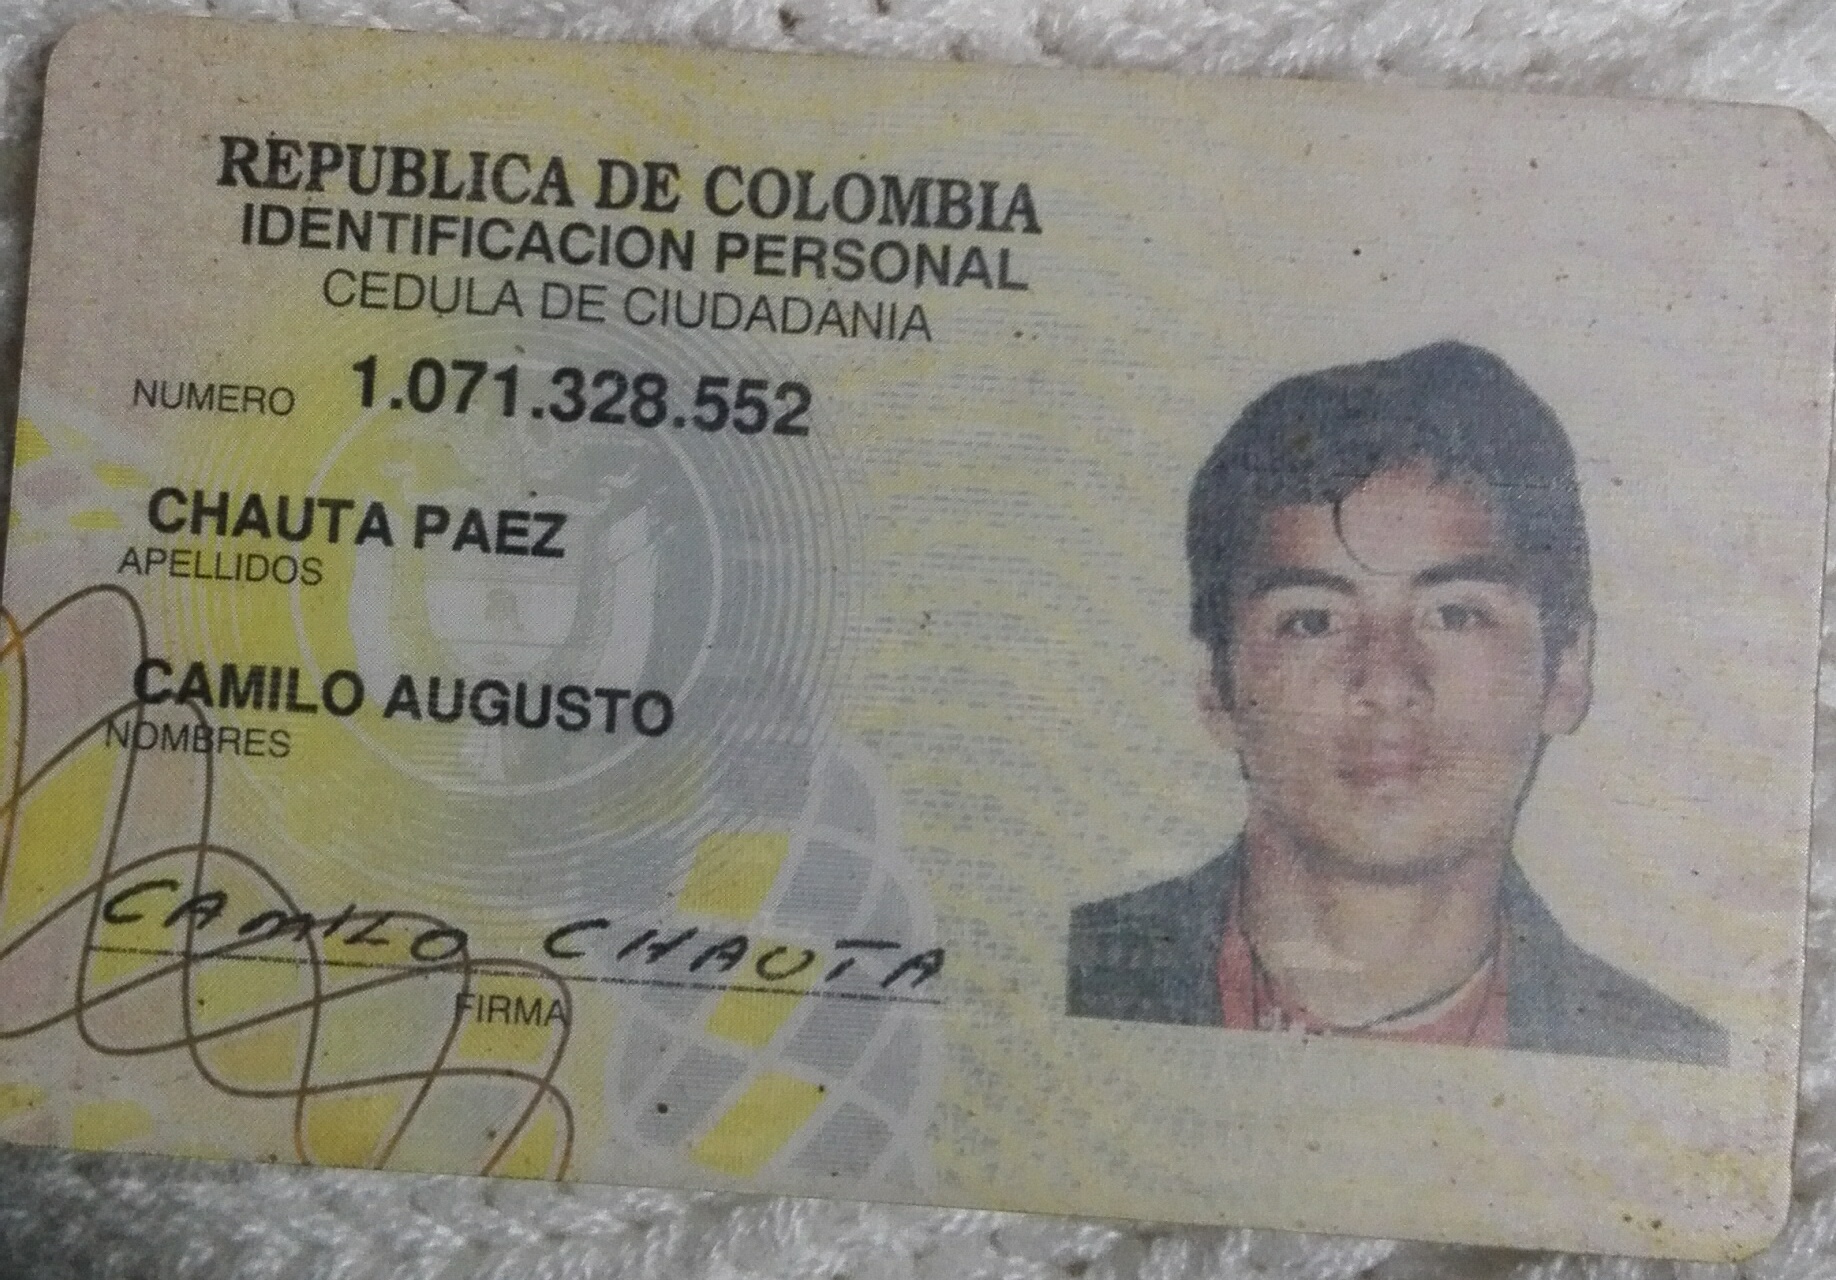 REPUBLICA DE COLOMBIA
IDENTIFICACION PERSONAL
CEDULA DE CIUDADANIA
NUMERO 1.071.328.552
CHAUTA PAEZ
APELLIDOS
CAMILO AUGUSTO
NOMBRES
CAMILO CHAUTA
FIRMA